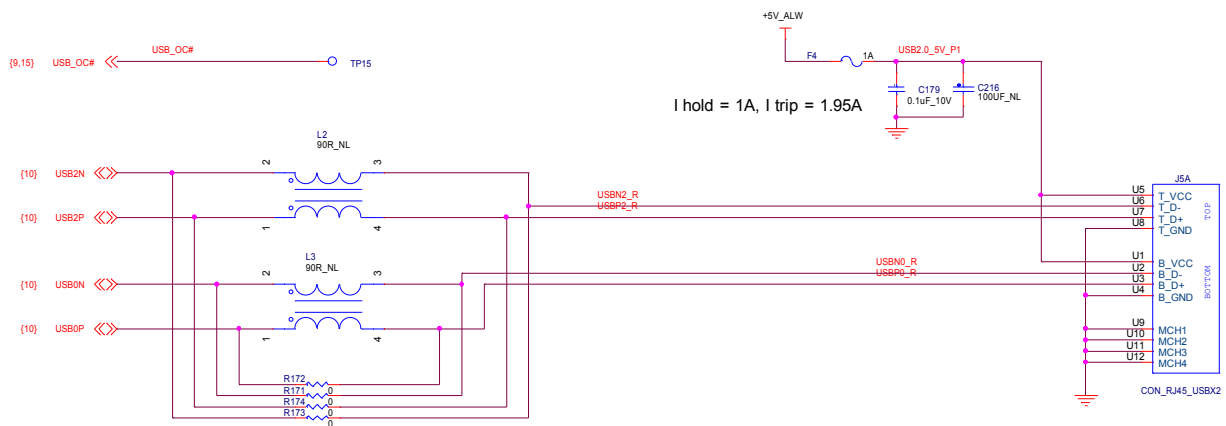 +5V_ALW
USB_OC#
{9,15} USB_OC#
TP15
F4 1A USB2.0_5V_P1
C179
0.1uF_10V
C216
100UF_NL
I hold = 1A, I trip = 1.95A
L2
90R_NL
2 3
{10} USB2N
1 4
{10} USB2P
USBN2_R
USBP2_R
L3
90R_NL
2 3
{10} USB0N
1 4
{10} USB0P
USBN0_R
USBP0_R
R172 0
R171 0
R174 0
R173 0
J5A
U5 T_VCC
U6 T_D-
U7 T_D+
U8 T_GND
TOP
U1 B_VCC
U2 B_D-
U3 B_D+
U4 B_GND
BOTTOM
U9 MCH1
U10 MCH2
U11 MCH3
U12 MCH4
CON_RJ45_USBX2